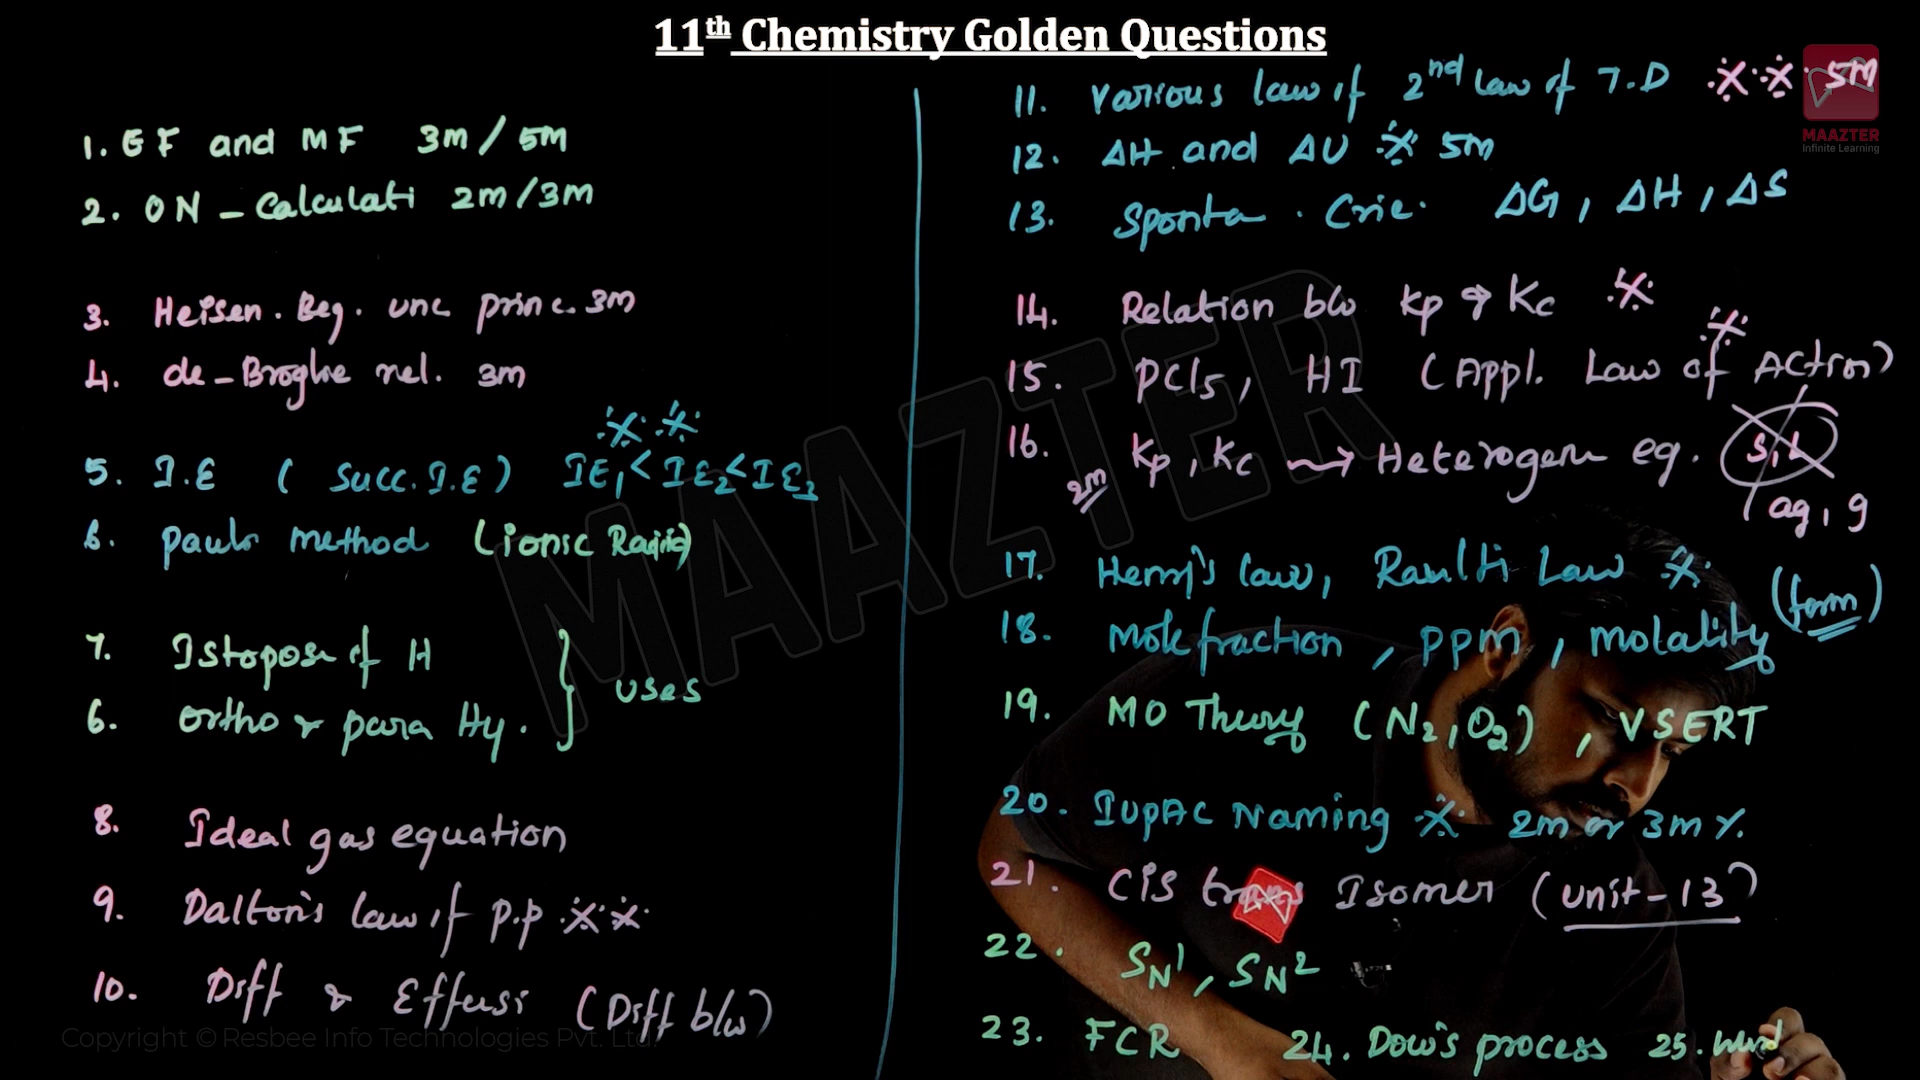 11th Chemistry Golden Questions
1. EF and MF 3m / 5m
2. ON - Calculati 2m/3m
3. Heisen. Beg. unc princ. 3m
4. de-Broglie rel. 3m
5. I.E ( Succ. I.E ) IE1 < IE2 < IE3
6. method (ionic
7. Istopose of H
6. ortho & para Hy.
uses
8. Ideal gas equation
9. Dalton's law of p.p
10. Diff & Effusi (Diff b/w)
11. Various law of 2nd law of T.D 5M
12. ΔH and ΔU 5m
13. Sponta. Crie. ΔG, ΔH, ΔS
14. Relation b/w Kp & Kc
15. PCl5, HI (Appl. Law of Action)
16. Kp, Kc → Heterogen eq. S,L
2m
aq, g
17. Henry's law, Raulti Law
(form)
18. Mole fraction, PPM, Molality
19. MO Theory (N2, O2), VSERT
20. IUPAC Naming 2m or 3m
21. Cis trans Isomer (unit-13)
22. SN1, SN2
23. FCR 24. Dow's process 25.
MAAZTER
Infinite Learning
MAAZTER
Copyright © Resbee Info Technologies Pvt. Ltd.